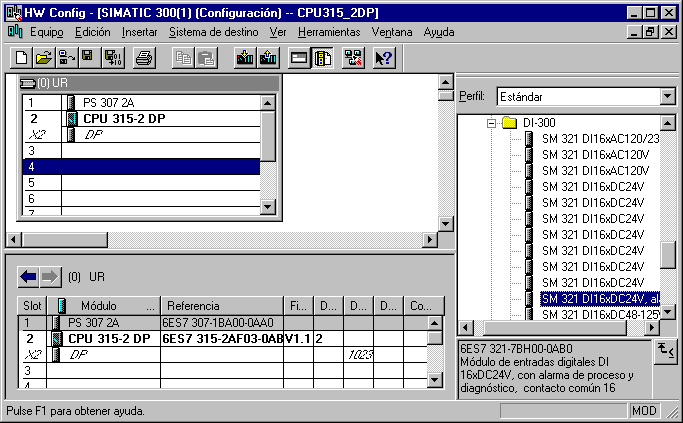 HW Config - [SIMATIC 300(1) (Configuración) -- CPU315_2DP]
Equipo Edición Insertar Sistema de destino Ver Herramientas Ventana Ayuda
(0) UR
1 PS 307 2A
2 CPU 315-2 DP
X2 DP
3
4
5
6
7
Perfil: Estándar
DI-300
SM 321 DI16xAC120/23
SM 321 DI16xAC120V
SM 321 DI16xAC120V
SM 321 DI16xDC24V
SM 321 DI16xDC24V
SM 321 DI16xDC24V
SM 321 DI16xDC24V
SM 321 DI16xDC24V
SM 321 DI16xDC24V
SM 321 DI16xDC24V
SM 321 DI16xDC24V, al
SM 321 DI16xDC48-125V
(0) UR
Slot Módulo ... Referencia Fi... D... D... D... Co...
1 PS 307 2A 6ES7 307-1BA00-0AA0
2 CPU 315-2 DP 6ES7 315-2AF03-0AB V1.1 2
X2 DP 1023
3
4
6ES7 321-7BH00-0AB0
Módulo de entradas digitales DI
16xDC24V, con alarma de proceso y
diagnóstico, contacto común 16
Pulse F1 para obtener ayuda.
MOD